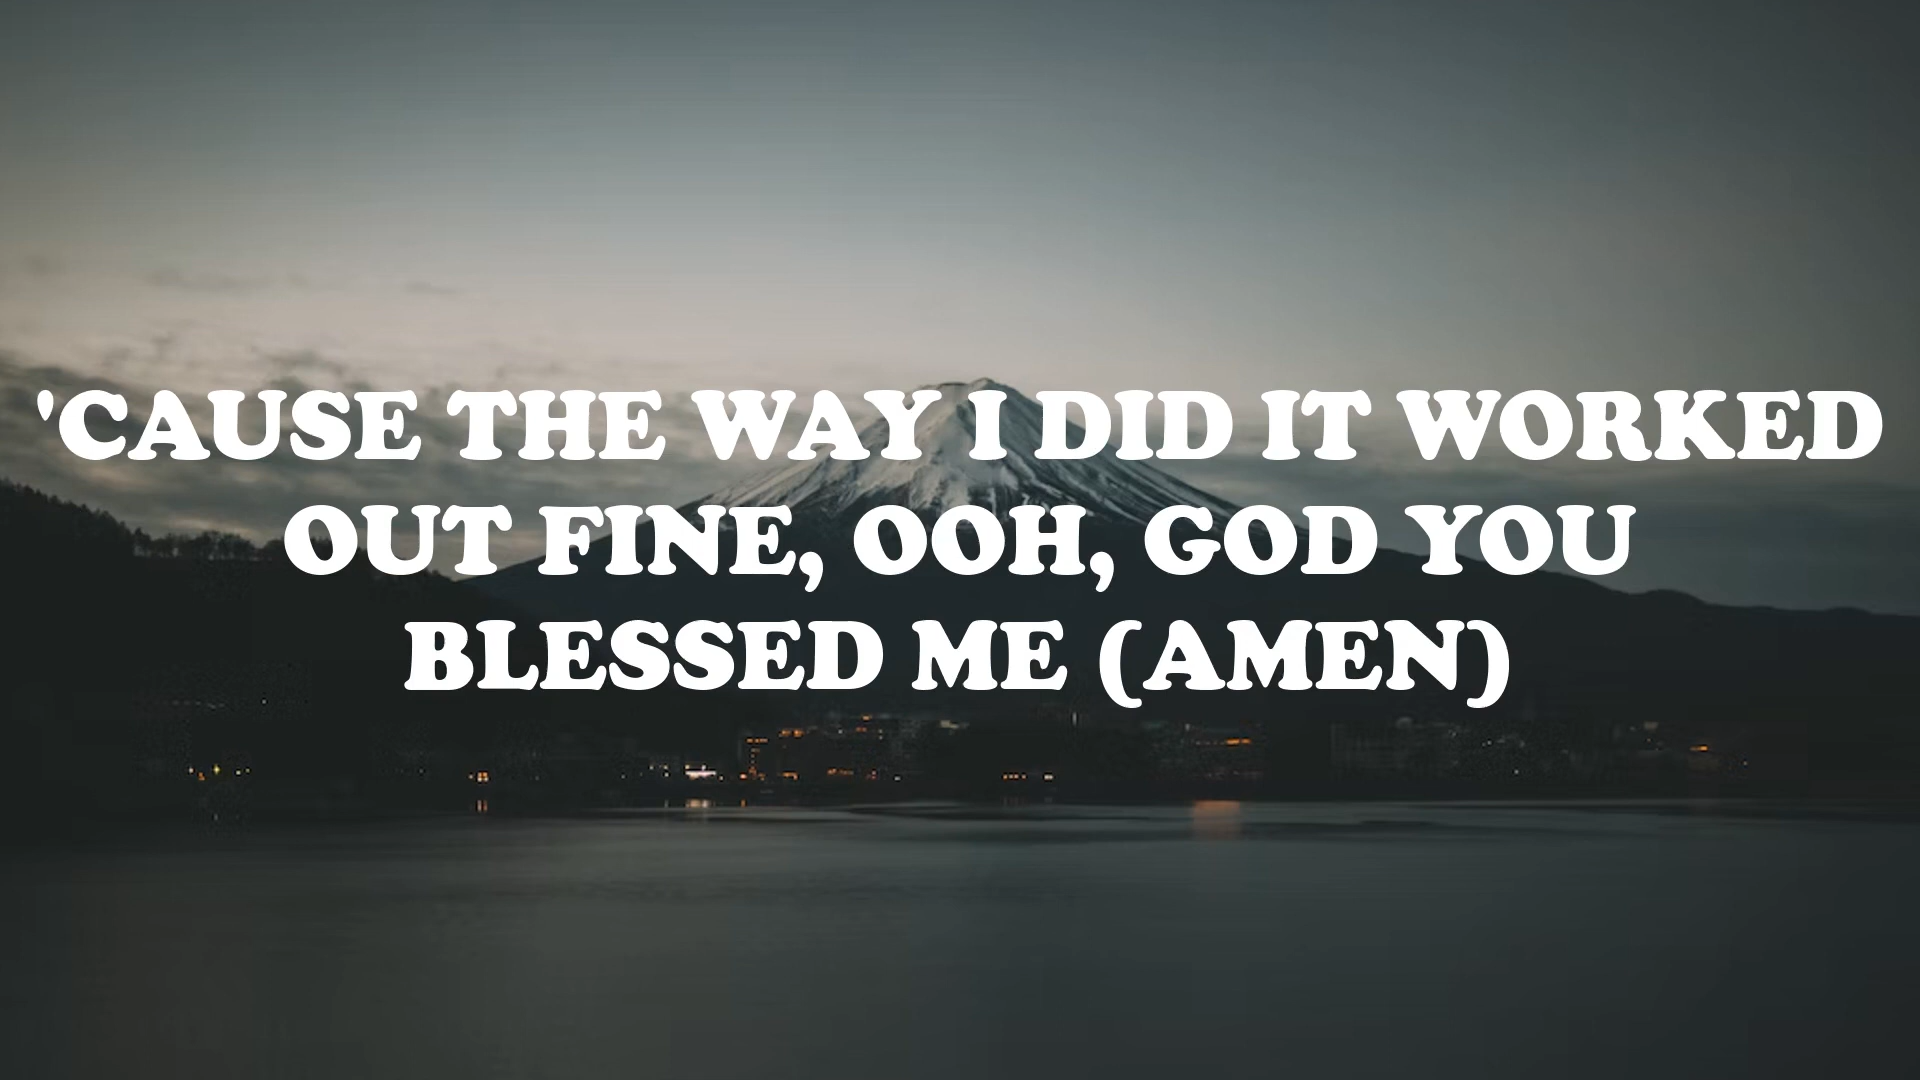 'CAUSE THE WAY I DID IT WORKED
OUT FINE, OOH, GOD YOU
BLESSED ME (AMEN)